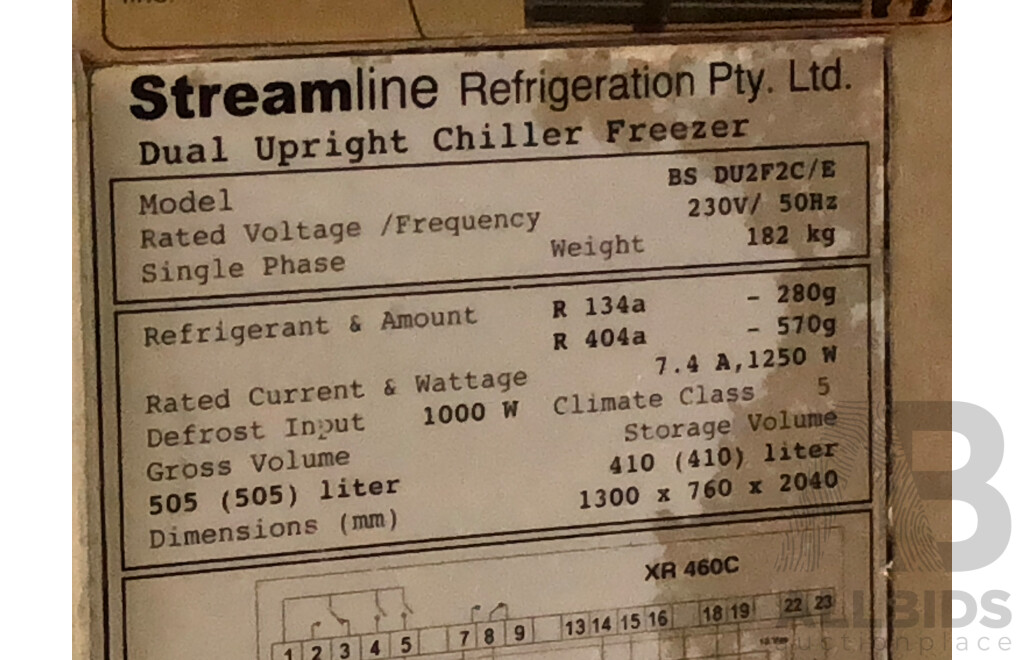 Streamline Refrigeration Pty. Ltd.
Dual Upright Chiller Freezer
Model BS DU2F2C/E
Rated Voltage /Frequency 230V/ 50Hz
Single Phase Weight 182 kg
Refrigerant & Amount R 134a - 280g
R 404a - 570g
Rated Current & Wattage 7.4 A,1250 W
Defrost Input 1000 W Climate Class 5
Gross Volume Storage Volume
505 (505) liter 410 (410) liter
Dimensions (mm) 1300 x 760 x 2040
XR 460C
1 2 3 4 5 7 8 9 13 14 15 16 18 19 22 23
AB
ALLBIDS
auctionplace